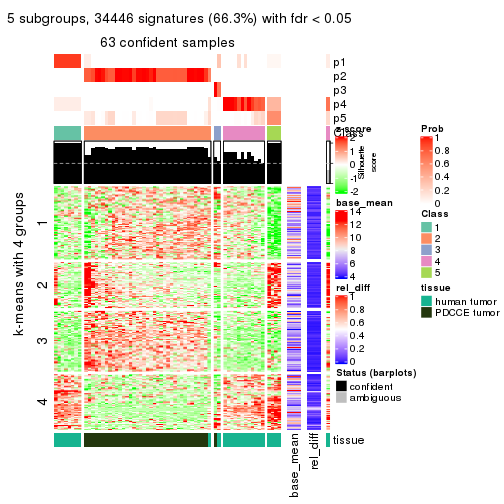 5 subgroups, 34446 signatures (66.3%) with fdr < 0.05
63 confident samples
p1
p2
p3
p4
p5
Class
Silhouette
score
k-means with 4 groups
1
2
3
4
base_mean
rel_diff
tissue
z-score
2
1
0
-1
-2
base_mean
14
12
10
8
6
4
rel_diff
1
0.8
0.6
0.4
0.2
0
Status (barplots)
confident
ambiguous
Prob
1
0.8
0.6
0.4
0.2
0
Class
1
2
3
4
5
tissue
human tumor
PDCCE tumor